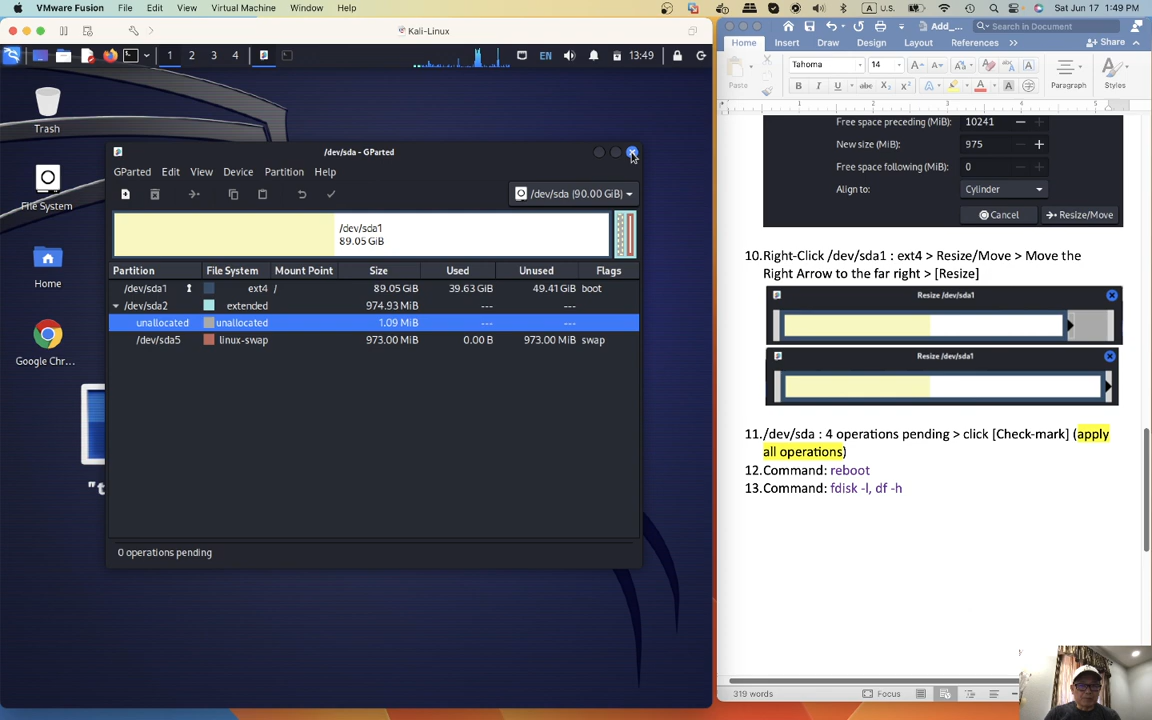 VMware Fusion File Edit View Virtual Machine Window Help
A U.S. Sat Jun 17 1:49 PM
Kali-Linux
1 2 3 4 EN 13:49
Trash
File System
Home
Google Chr...
"t
/dev/sda - GParted
GParted Edit View Device Partition Help
/dev/sda (90.00 GiB)
/dev/sda1
89.05 GiB
Partition File System Mount Point Size Used Unused Flags
/dev/sda1 ext4 / 89.05 GiB 39.63 GiB 49.41 GiB boot
/dev/sda2 extended 974.93 MiB --- ---
unallocated unallocated 1.09 MiB --- ---
/dev/sda5 linux-swap 973.00 MiB 0.00 B 973.00 MiB swap
0 operations pending
Add_... Search in Document
Home Insert Draw Design Layout References Share
Paste Tahoma 14 Paragraph Styles
B I U abc X₂ X²
1 2 3 4 5
Free space preceding (MiB): 10241
New size (MiB): 975
Free space following (MiB): 0
Align to: Cylinder
Cancel Resize/Move
10.Right-Click /dev/sda1 : ext4 > Resize/Move > Move the
Right Arrow to the far right > [Resize]
Resize /dev/sda1
Resize /dev/sda1
11./dev/sda : 4 operations pending > click [Check-mark] (apply
all operations)
12.Command: reboot
13.Command: fdisk -l, df -h
319 words Focus